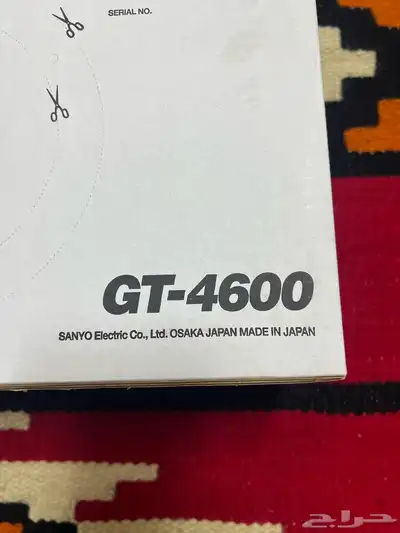 SERIAL NO.
GT-4600
SANYO Electric Co., Ltd. OSAKA JAPAN MADE IN JAPAN
حراج